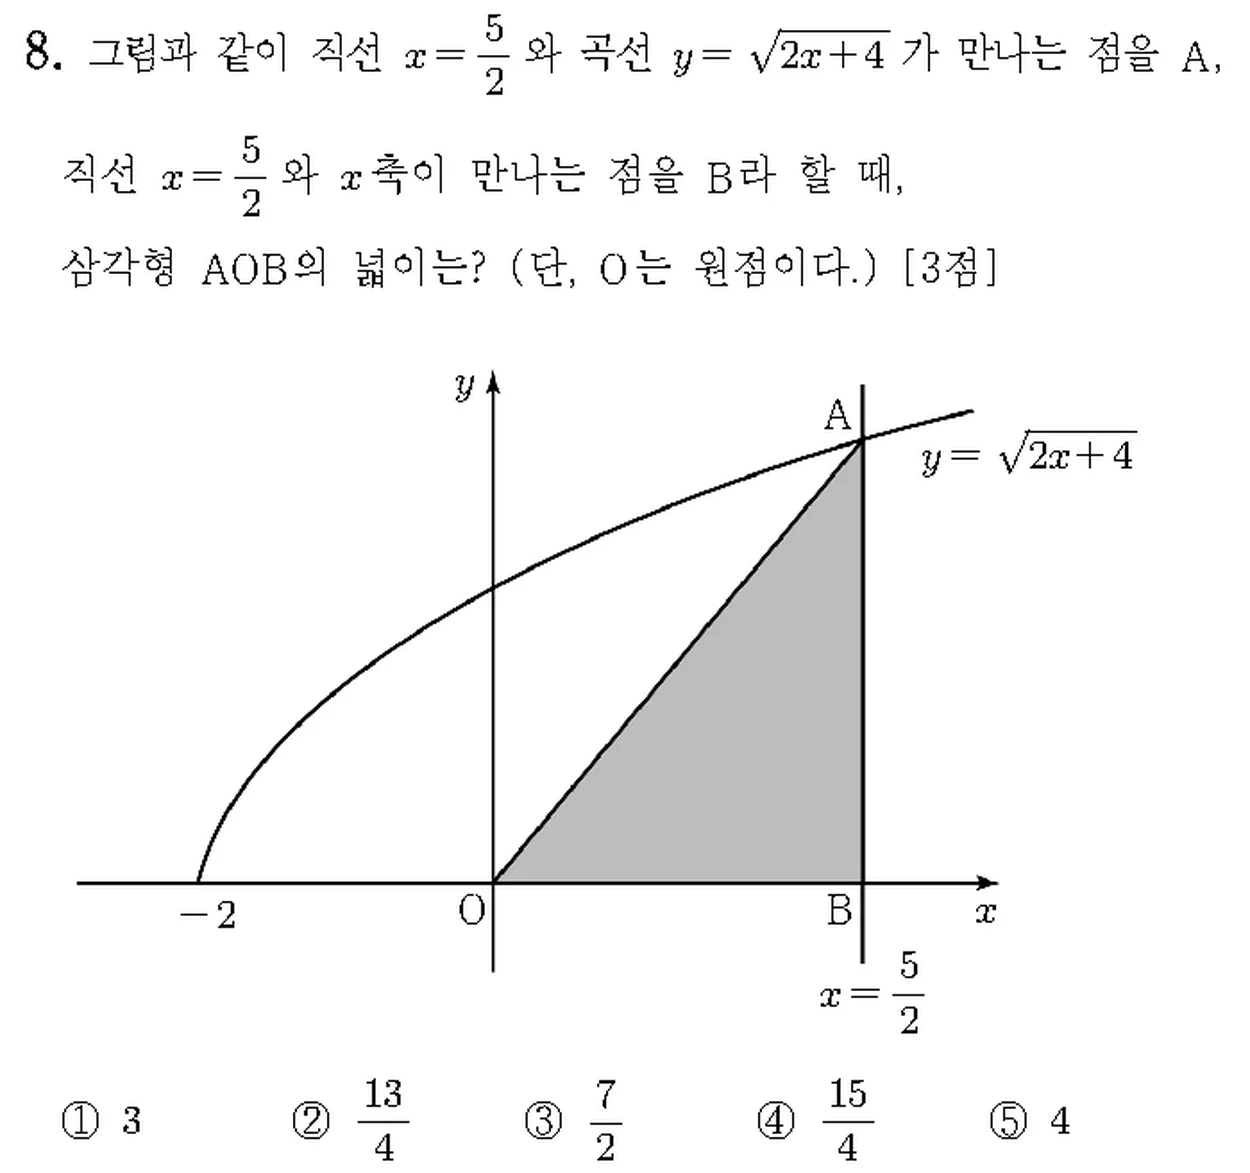 8. 그림과 같이 직선 x = 5/2 와 곡선 y = √(2x+4) 가 만나는 점을 A,
직선 x = 5/2 와 x축이 만나는 점을 B라 할 때,
삼각형 AOB의 넓이는? (단, O는 원점이다.) [3점]
y
A
y = √(2x+4)
-2
O
B
x
x = 5/2
① 3 ② 13/4 ③ 7/2 ④ 15/4 ⑤ 4